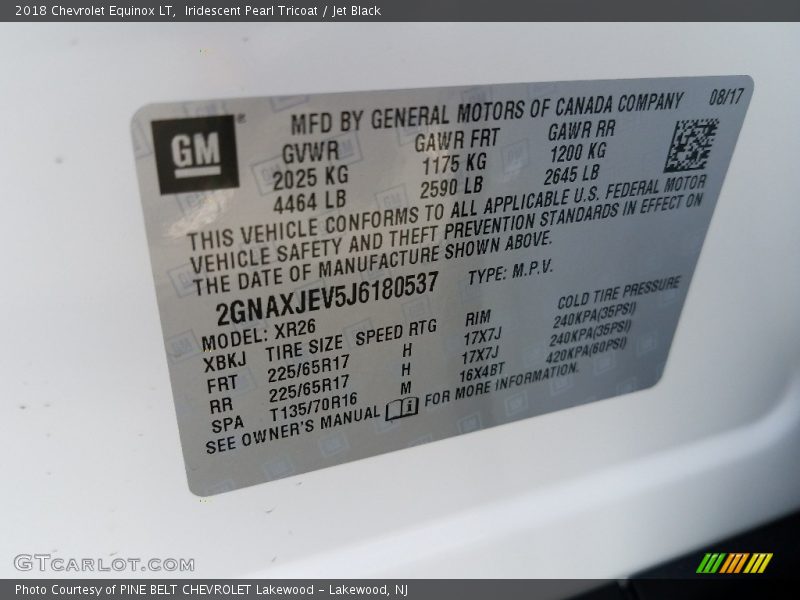 2018 Chevrolet Equinox LT,  Iridescent Pearl Tricoat / Jet Black
GM®
MFD BY GENERAL MOTORS OF CANADA COMPANY 08/17
GVWR GAWR FRT GAWR RR
2025 KG 1175 KG 1200 KG
4464 LB 2590 LB 2645 LB
THIS VEHICLE CONFORMS TO ALL APPLICABLE U.S. FEDERAL MOTOR
VEHICLE SAFETY AND THEFT PREVENTION STANDARDS IN EFFECT ON
THE DATE OF MANUFACTURE SHOWN ABOVE.
2GNAXJEV5J6180537 TYPE: M.P.V.
MODEL: XR26
XBKJ TIRE SIZE SPEED RTG RIM COLD TIRE PRESSURE
FRT 225/65R17 H 17X7J 240KPA(35PSI)
RR 225/65R17 H 17X7J 240KPA(35PSI)
SPA T135/70R16 M 16X4BT 420KPA(60PSI)
SEE OWNER'S MANUAL i FOR MORE INFORMATION.
GTCARLOT.COM
Photo Courtesy of PINE BELT CHEVROLET Lakewood - Lakewood, NJ